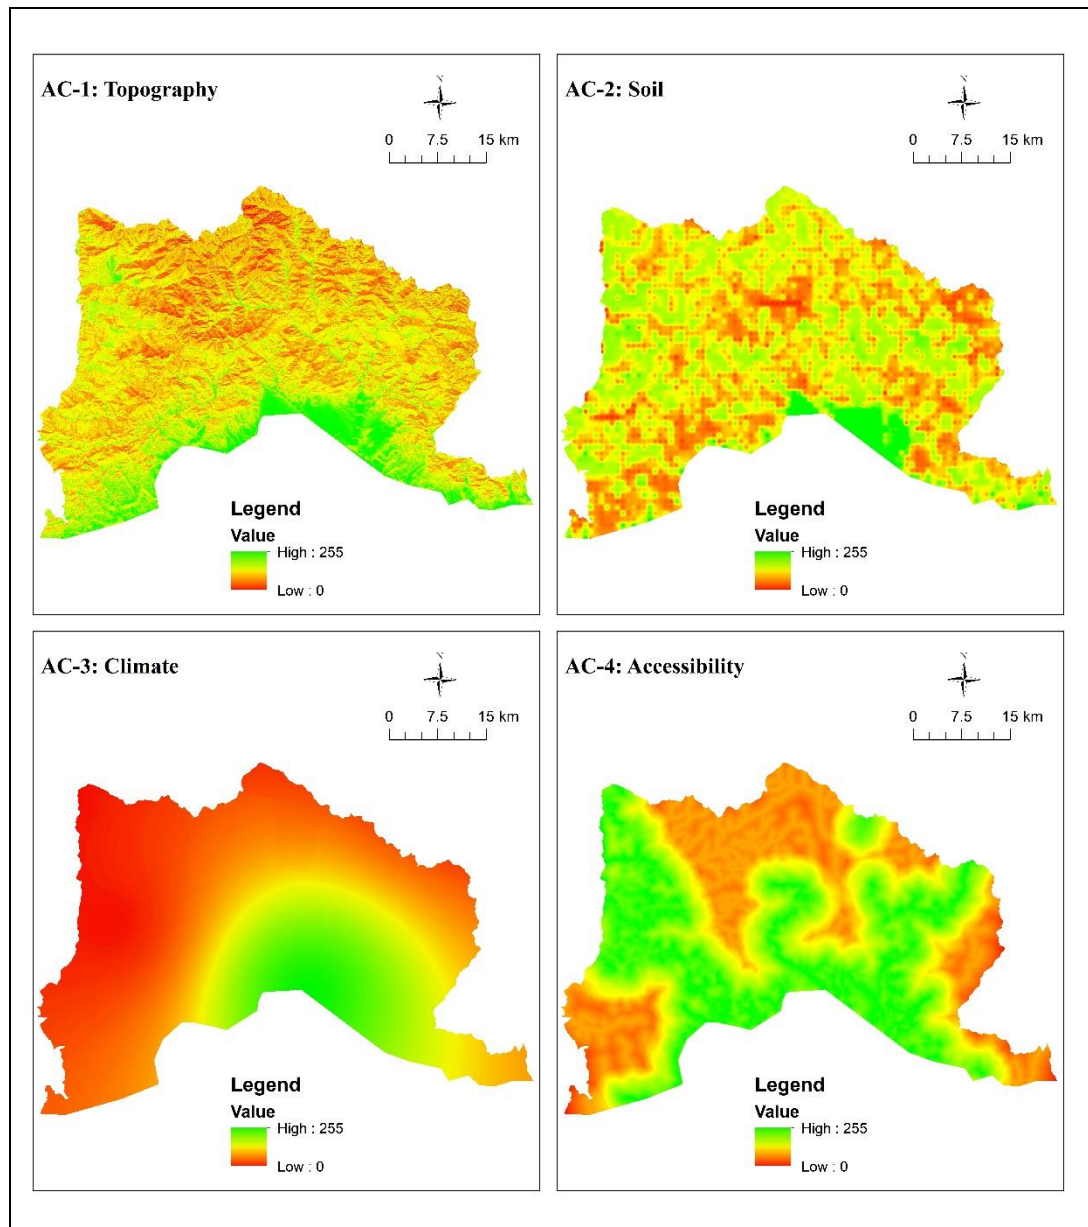 AC-1: Topography
N
0 7.5 15 km
Legend
Value
High : 255
Low : 0
AC-2: Soil
N
0 7.5 15 km
Legend
Value
High : 255
Low : 0
AC-3: Climate
N
0 7.5 15 km
Legend
Value
High : 255
Low : 0
AC-4: Accessibility
N
0 7.5 15 km
Legend
Value
High : 255
Low : 0